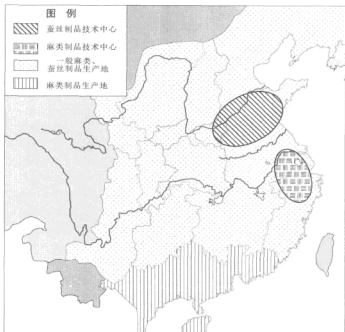 图 例
蚕丝制品技术中心
麻类制品技术中心
一般麻类、
蚕丝制品生产地
麻类制品生产地